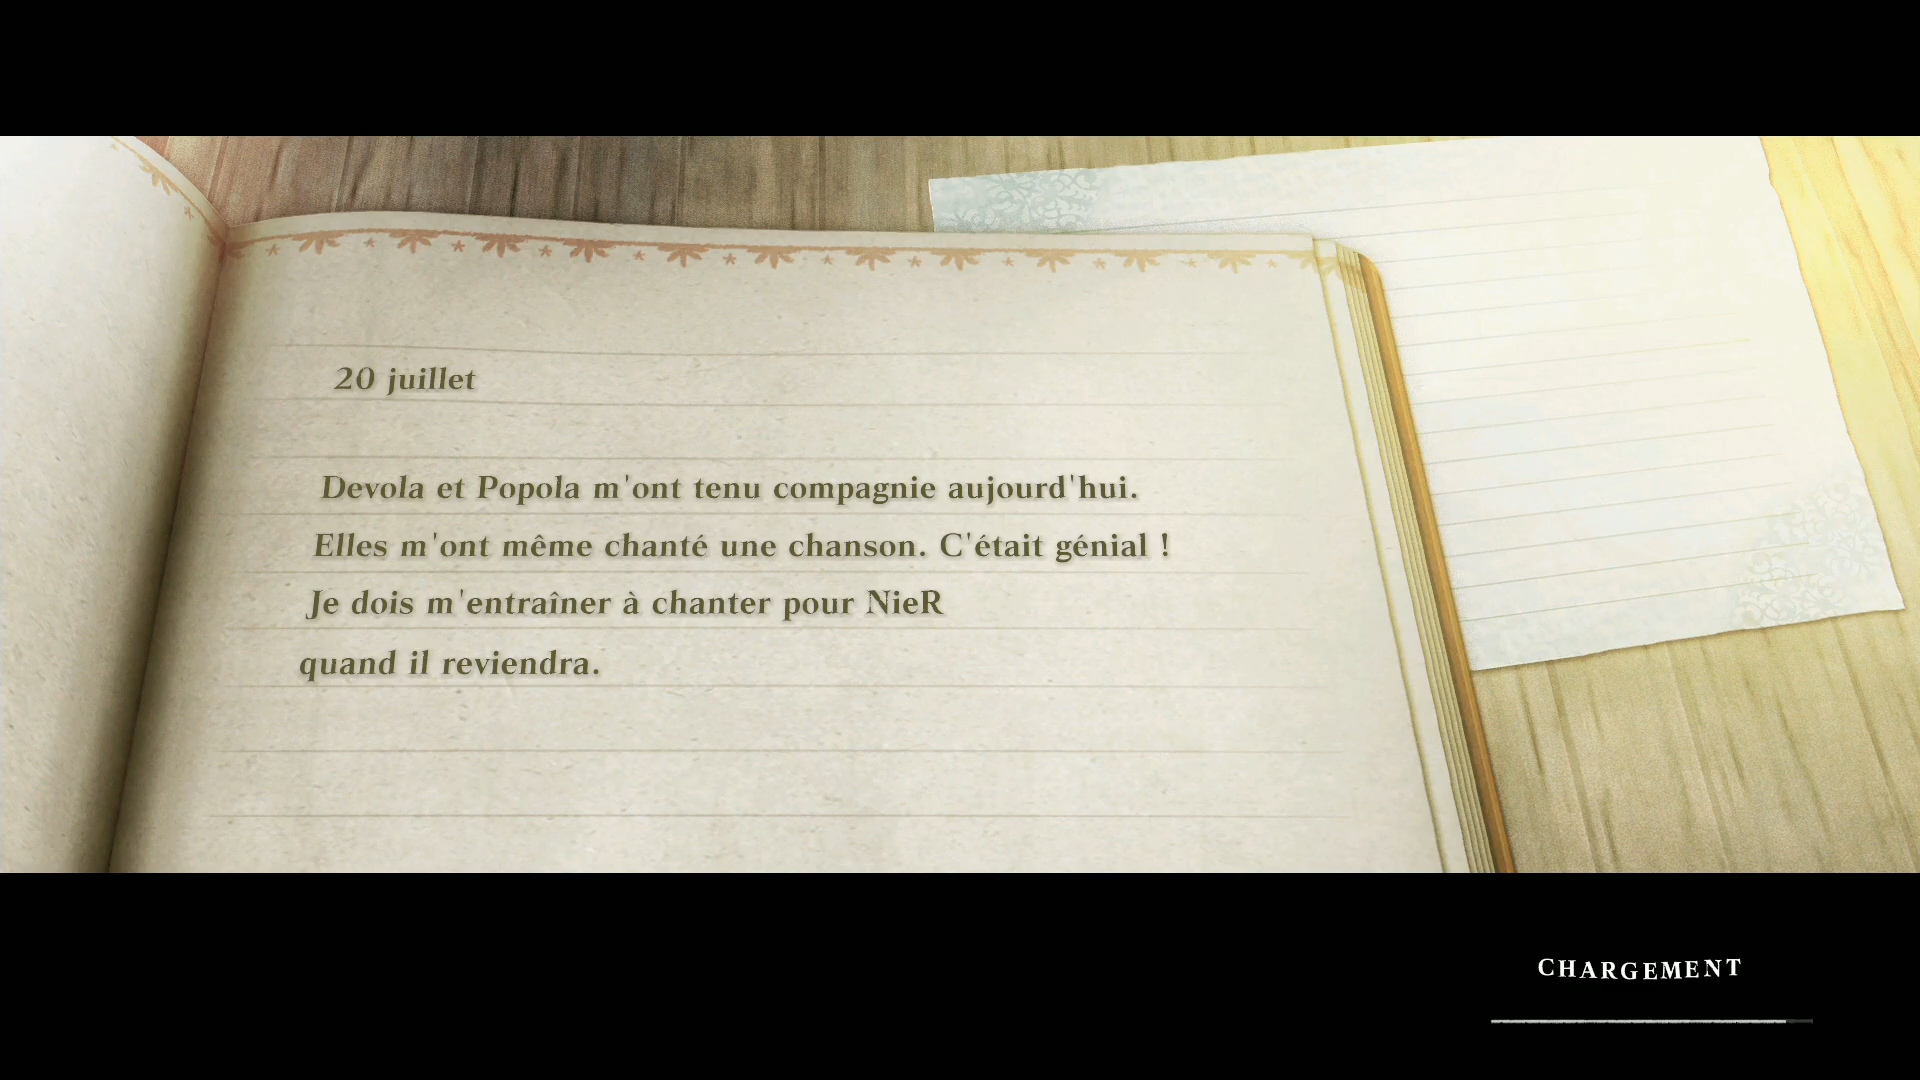 20 juillet
Devola et Popola m'ont tenu compagnie aujourd'hui.
Elles m'ont même chanté une chanson. C'était génial !
Je dois m'entraîner à chanter pour NieR
quand il reviendra.
CHARGEMENT